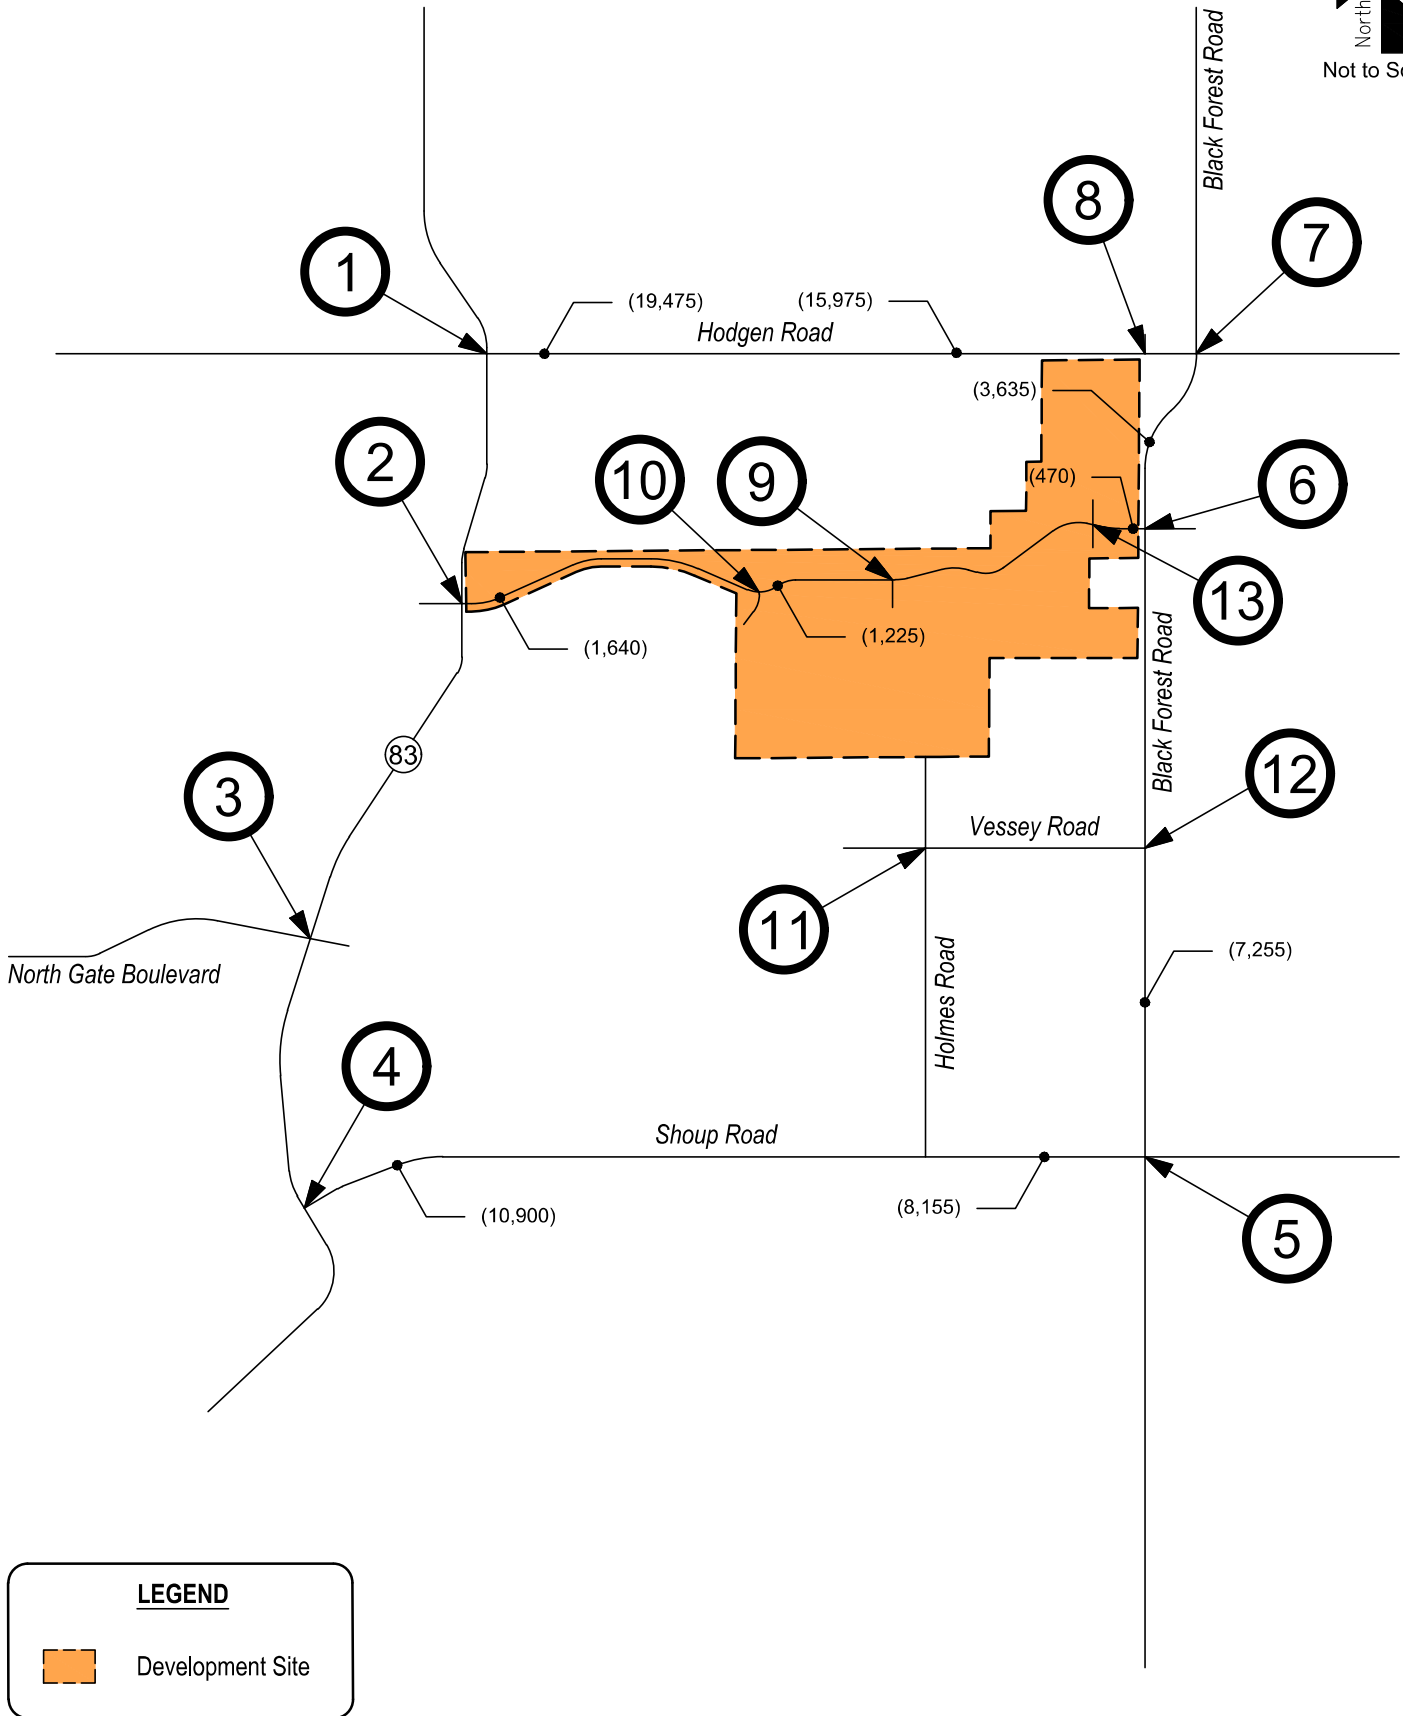 North
Not to
Black Forest Road
8
7
1
(19,475)
(15,975)
Hodgen Road
(3,635)
2
10
9
(470)
6
13
(1,640)
(1,225)
Black Forest Road
83
3
12
Vessey Road
11
North Gate Boulevard
Holmes Road
(7,255)
4
Shoup Road
(10,900)
(8,155)
5
LEGEND
Development Site